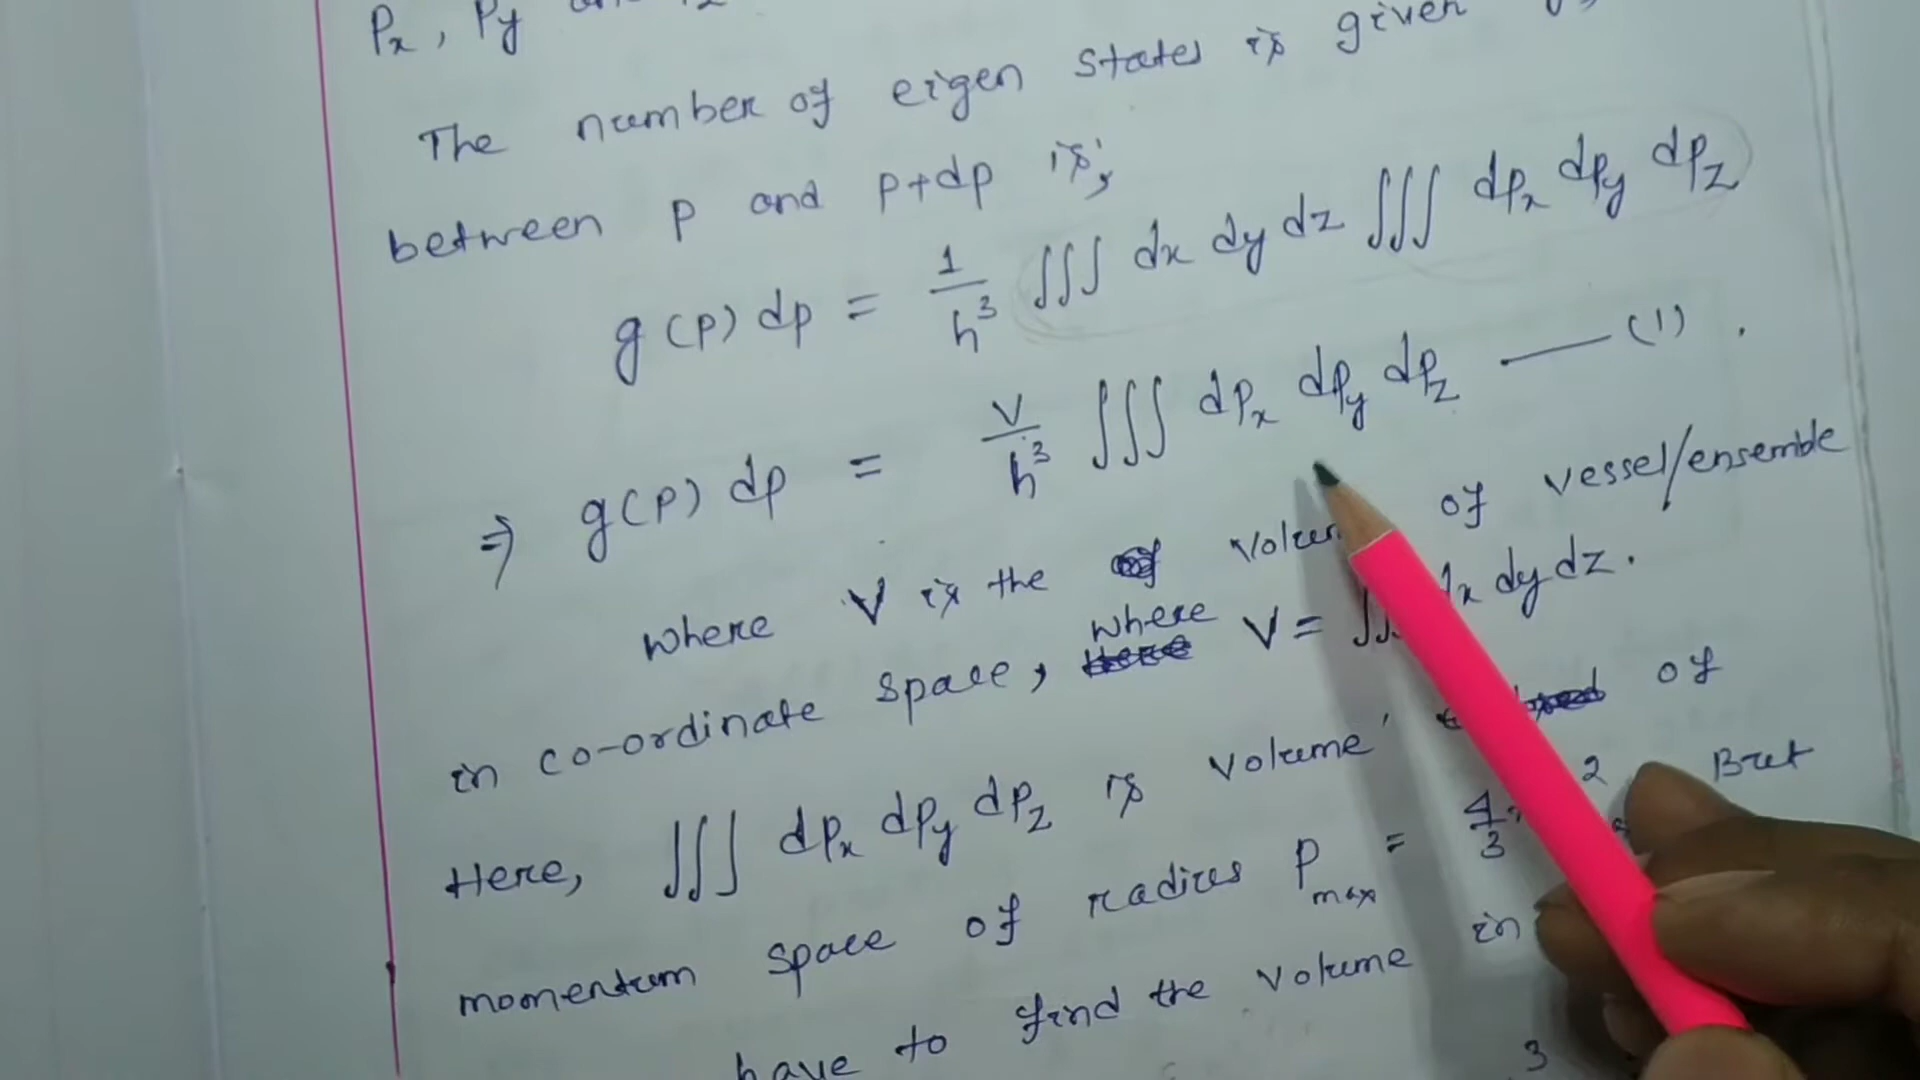 Px, Py
The number of eigen states is given
between p and p+dp is,
g(p) dp = 1/h³ ∭ dx dy dz ∭ dpx dpy dpz
⇒ g(p) dp = V/h³ ∭ dpx dpy dpz —— (1)
where V is the volum of vessel/ensemble
in co-ordinate space, where V = ∭ dx dy dz.
Here, ∭ dpx dpy dpz is volume of
momentum space of radius Pmax = 4/3 But
have to find the volume in
3